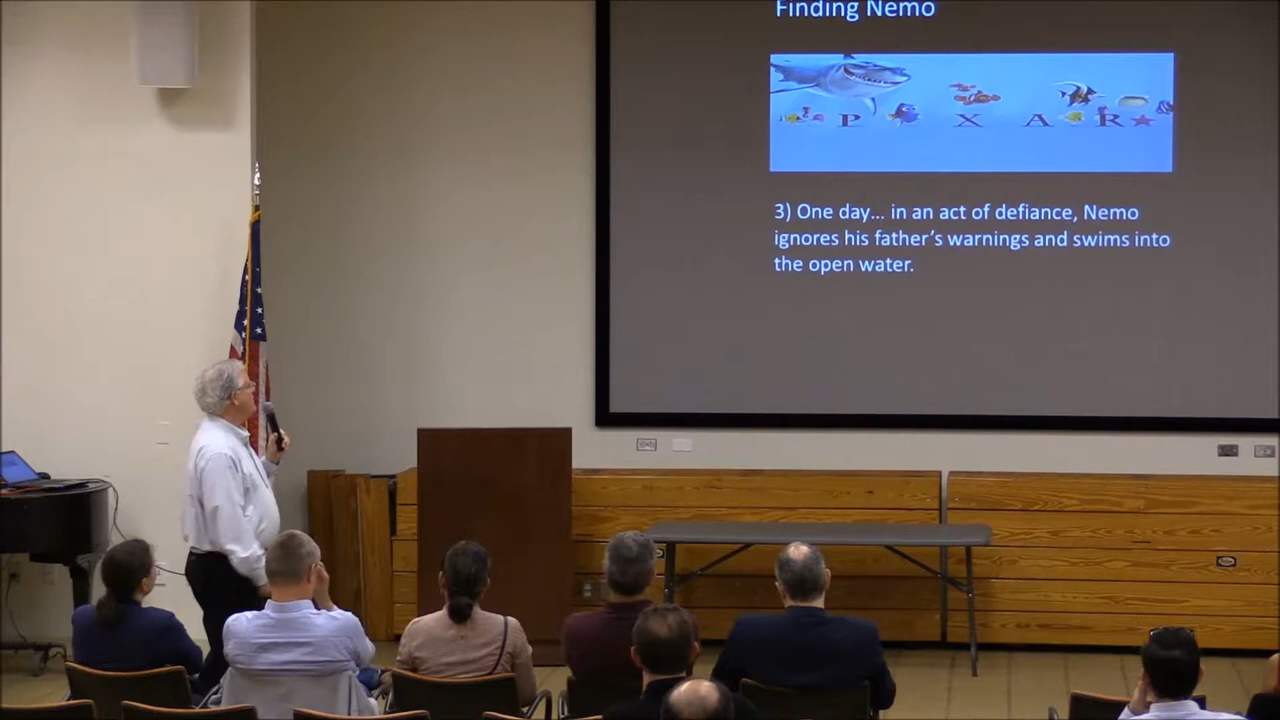 Finding Nemo
P X A R
3) One day... in an act of defiance, Nemo
ignores his father's warnings and swims into
the open water.